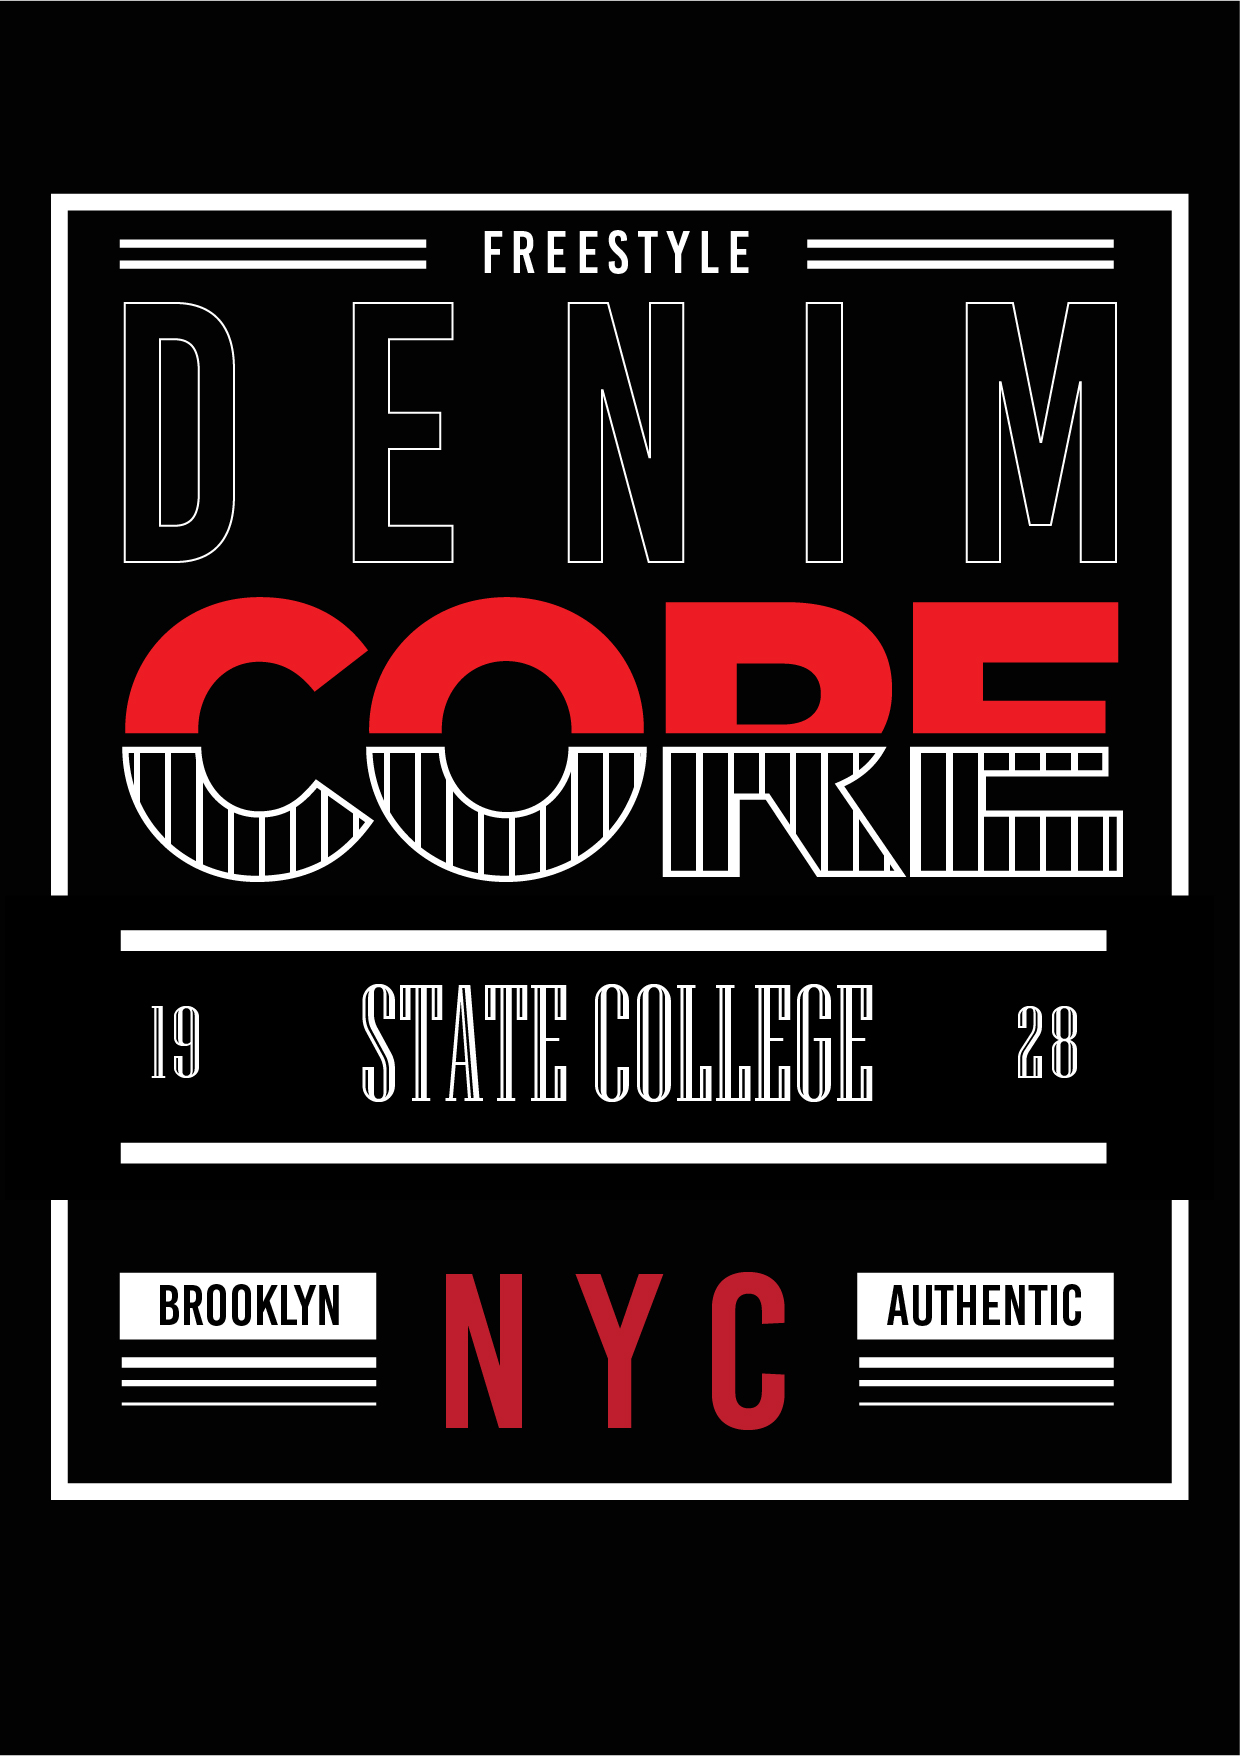 FREESTYLE
DENIM
CORE
19 STATE COLLEGE 28
BROOKLYN NYC AUTHENTIC